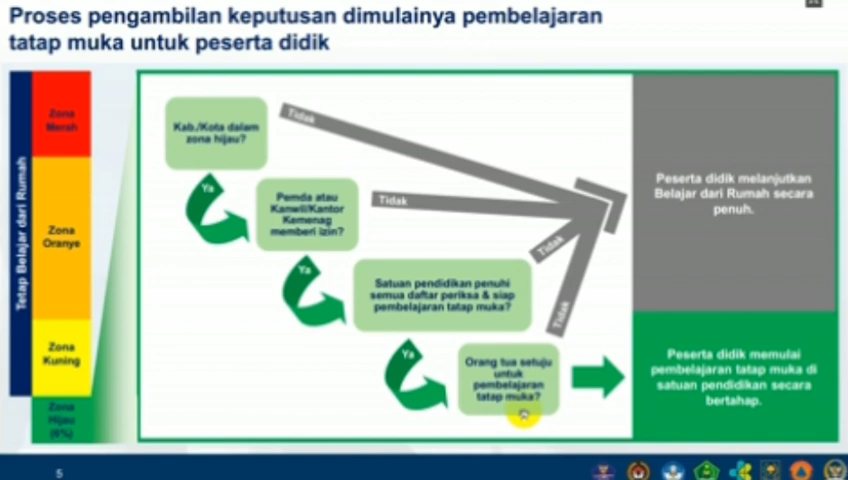 Proses pengambilan keputusan dimulainya pembelajaran
tatap muka untuk peserta didik
Tetap Belajar dari Rumah
Zona
Merah
Zona
Oranye
Zona
Kuning
Zona
Hijau
(6%)
Kab./Kota dalam
zona hijau?
Tidak
Ya
Pemda atau
Kanwil/Kantor
Kemenag
memberi izin?
Tidak
Ya
Satuan pendidikan penuhi
semua daftar periksa & siap
pembelajaran tatap muka?
Tidak
Ya
Orang tua setuju
untuk
pembelajaran
tatap muka?
Tidak
Peserta didik melanjutkan
Belajar dari Rumah secara
penuh.
Peserta didik memulai
pembelajaran tatap muka di
satuan pendidikan secara
bertahap.
5